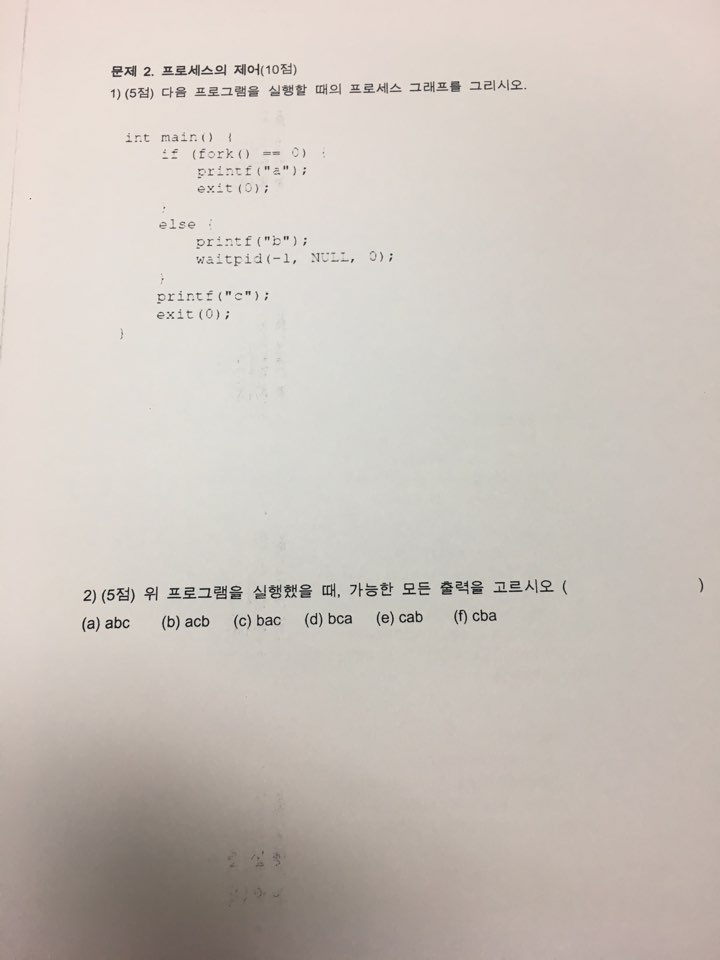 문제 2. 프로세스의 제어(10점)
1) (5점) 다음 프로그램을 실행할 때의 프로세스 그래프를 그리시오.
int main() {
if (fork() == 0) {
printf("a");
exit(0);
}
else {
printf("b");
waitpid(-1, NULL, 0);
}
printf("c");
exit(0);
}
2) (5점) 위 프로그램을 실행했을 때, 가능한 모든 출력을 고르시오 ( )
(a) abc (b) acb (c) bac (d) bca (e) cab (f) cba